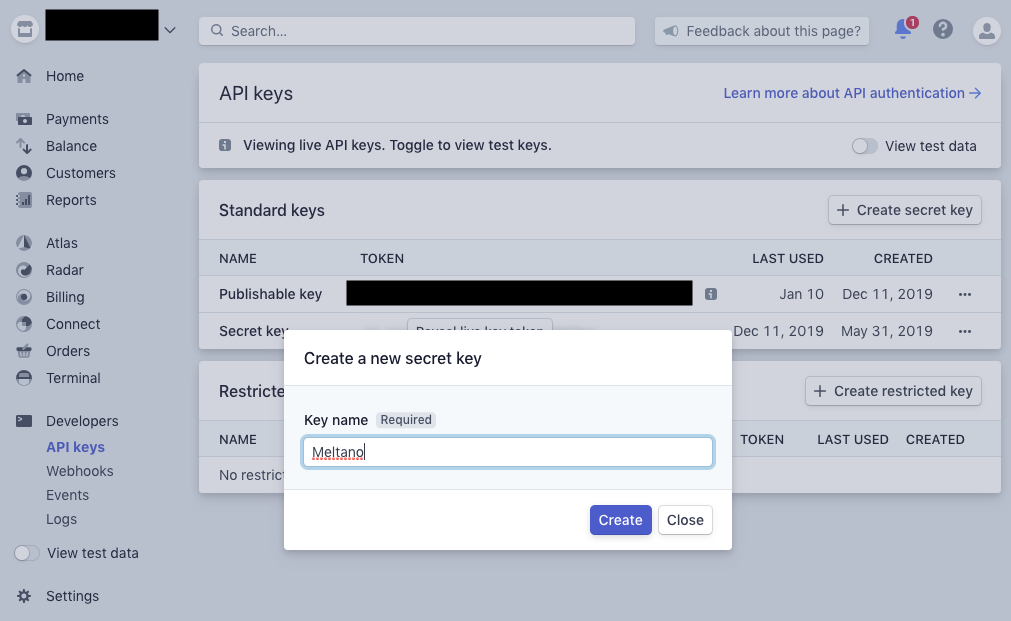 Search...
Feedback about this page?
1
Home
Payments
Balance
Customers
Reports
Atlas
Radar
Billing
Connect
Orders
Terminal
Developers
API keys
Webhooks
Events
Logs
View test data
Settings
API keys
Learn more about API authentication
Viewing live API keys. Toggle to view test keys.
View test data
Standard keys
Create secret key
NAME TOKEN LAST USED CREATED
Publishable key Jan 10 Dec 11, 2019
Secret key Reveal live key token Dec 11, 2019 May 31, 2019
Create restricted key
NAME TOKEN LAST USED CREATED
Create a new secret key
Key name Required
Meltano
Create Close